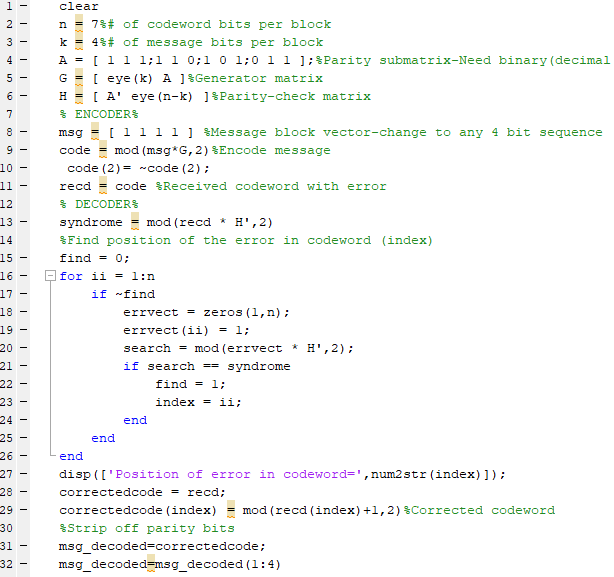 1 – clear
2 – n = 7%# of codeword bits per block
3 – k = 4%# of message bits per block
4 – A = [ 1 1 1;1 1 0;1 0 1;0 1 1 ];%Parity submatrix-Need binary(decimal
5 – G = [ eye(k) A ]%Generator matrix
6 – H = [ A' eye(n-k) ]%Parity-check matrix
7 % ENCODER%
8 – msg = [ 1 1 1 1 ] %Message block vector-change to any 4 bit sequence
9 – code = mod(msg*G,2)%Encode message
10 – code(2)= ~code(2);
11 – recd = code %Received codeword with error
12 % DECODER%
13 – syndrome = mod(recd * H',2)
14 %Find position of the error in codeword (index)
15 – find = 0;
16 – for ii = 1:n
17 – if ~find
18 – errvect = zeros(1,n);
19 – errvect(ii) = 1;
20 – search = mod(errvect * H',2);
21 – if search == syndrome
22 – find = 1;
23 – index = ii;
24 – end
25 – end
26 – end
27 – disp(['Position of error in codeword=',num2str(index)]);
28 – correctedcode = recd;
29 – correctedcode(index) = mod(recd(index)+1,2)%Corrected codeword
30 %Strip off parity bits
31 – msg_decoded=correctedcode;
32 – msg_decoded=msg_decoded(1:4)